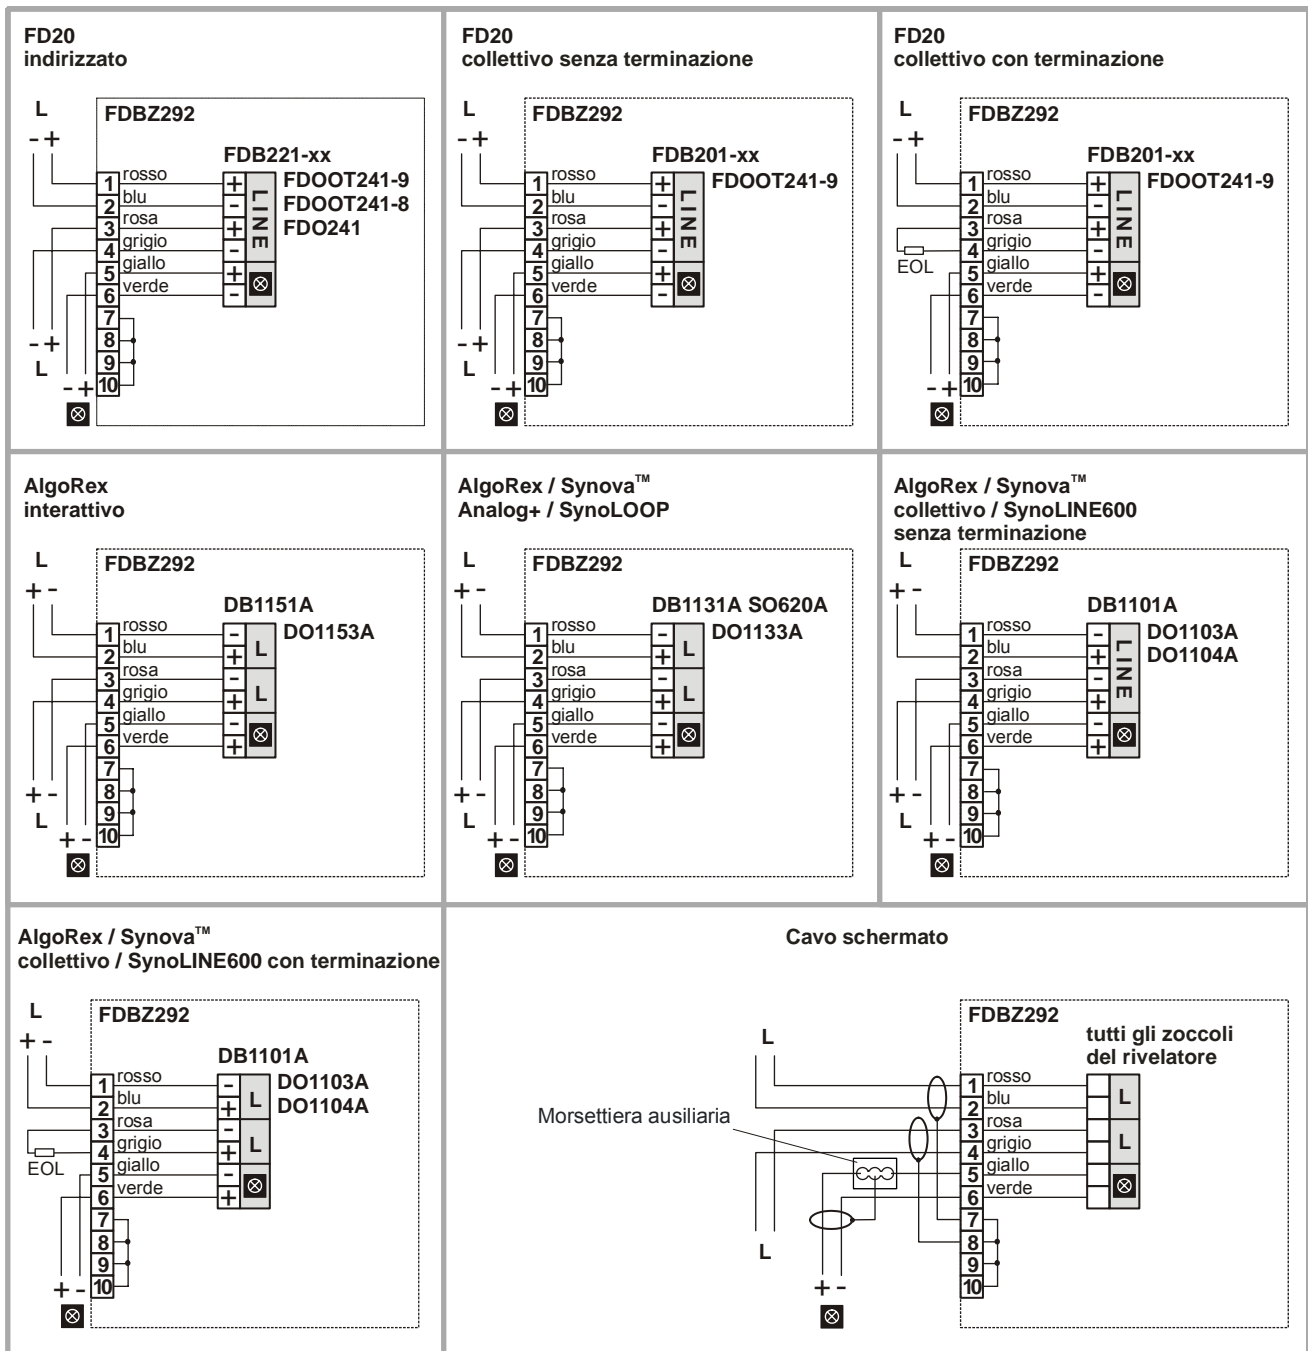 FD20
indirizzato
L
- +
FDBZ292
FDB221-xx
FDOOT241-9
FDOOT241-8
FDO241
1 rosso +
2 blu -
3 rosa +
4 grigio -
5 giallo +
6 verde -
7
8
9
10
LINE
- +
L
- +
FD20
collettivo senza terminazione
L
- +
FDBZ292
FDB201-xx
FDOOT241-9
1 rosso +
2 blu -
3 rosa +
4 grigio -
5 giallo +
6 verde -
7
8
9
10
LINE
- +
L
- +
FD20
collettivo con terminazione
L
- +
FDBZ292
FDB201-xx
FDOOT241-9
1 rosso +
2 blu -
3 rosa +
4 grigio -
5 giallo +
6 verde -
7
8
9
10
LINE
EOL
- +
AlgoRex
interattivo
L
+ -
FDBZ292
DB1151A
DO1153A
1 rosso -
2 blu +
3 rosa -
4 grigio +
5 giallo -
6 verde +
7
8
9
10
L
L
+ -
L
+ -
AlgoRex / Synova™
Analog+ / SynoLOOP
L
+ -
FDBZ292
DB1131A SO620A
DO1133A
1 rosso -
2 blu +
3 rosa -
4 grigio +
5 giallo -
6 verde +
7
8
9
10
L
L
+ -
L
+ -
AlgoRex / Synova™
collettivo / SynoLINE600
senza terminazione
L
+ -
FDBZ292
DB1101A
DO1103A
DO1104A
1 rosso -
2 blu +
3 rosa -
4 grigio +
5 giallo -
6 verde +
7
8
9
10
LINE
+ -
L
+ -
AlgoRex / Synova™
collettivo / SynoLINE600 con terminazione
L
+ -
FDBZ292
DB1101A
DO1103A
DO1104A
1 rosso -
2 blu +
3 rosa -
4 grigio +
5 giallo -
6 verde +
7
8
9
10
L
L
EOL
+ -
Cavo schermato
L
FDBZ292
tutti gli zoccoli
del rivelatore
Morsettiera ausiliaria
1 rosso
2 blu
3 rosa
4 grigio
5 giallo
6 verde
7
8
9
10
L
L
L
+ -